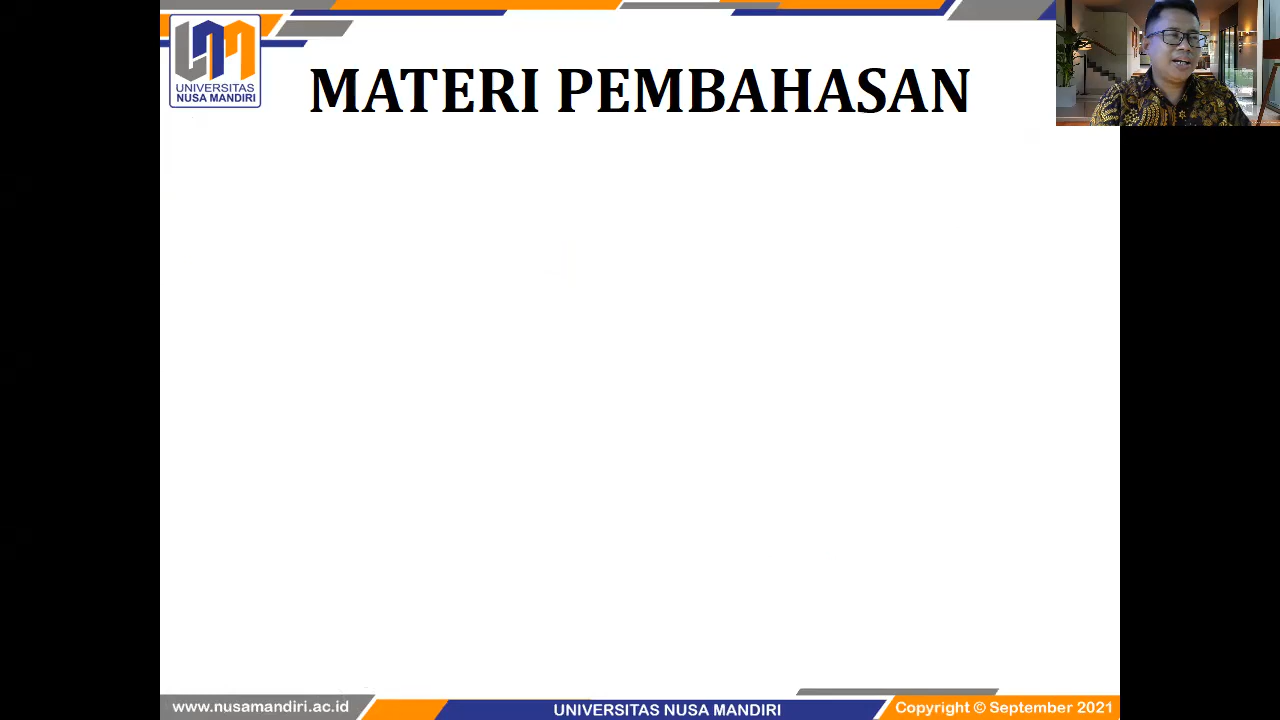 UNIVERSITAS
NUSA MANDIRI
MATERI PEMBAHASAN
www.nusamandiri.ac.id
UNIVERSITAS NUSA MANDIRI
Copyright © September 2021